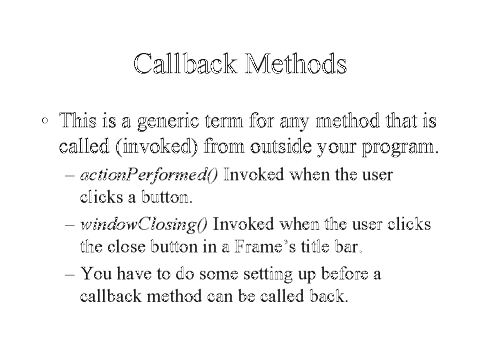 Callback Methods
◦ This is a generic term for any method that is
called (invoked) from outside your program.
– actionPerformed() Invoked when the user
clicks a button.
– windowClosing() Invoked when the user clicks
the close button in a Frame's title bar.
– You have to do some setting up before a
callback method can be called back.